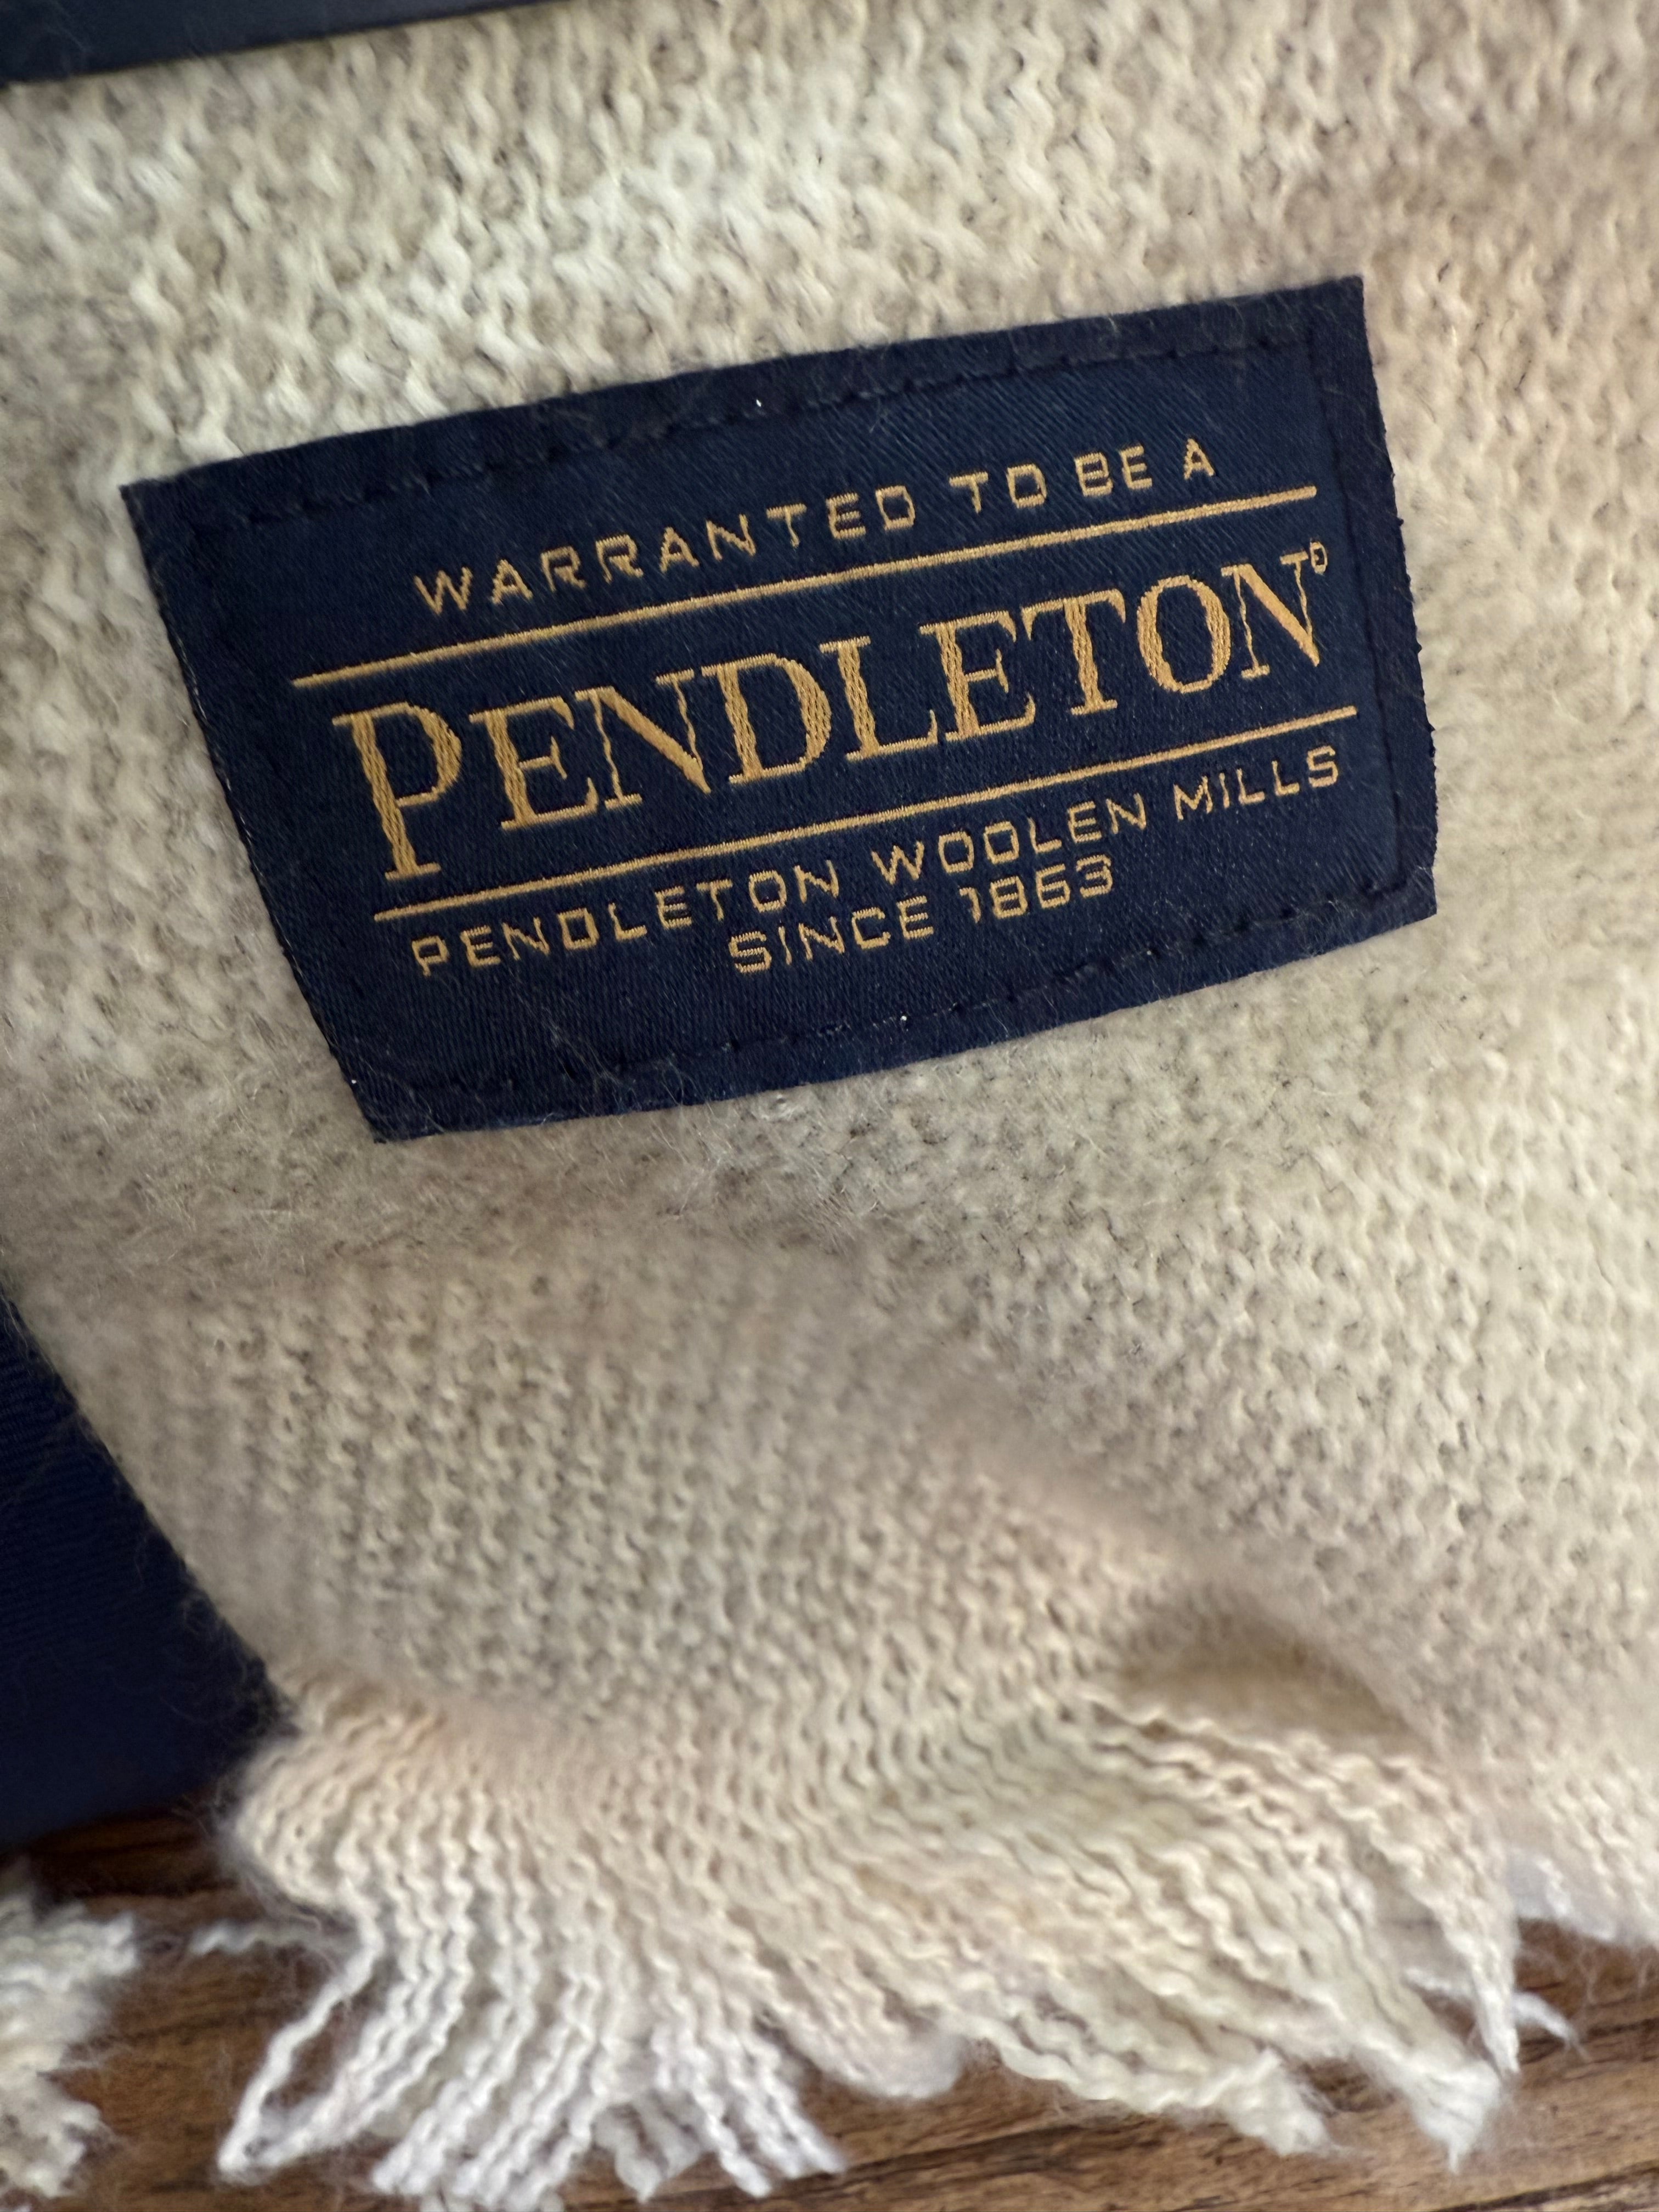 WARRANTED TO BE A
PENDLETON®
PENDLETON WOOLEN MILLS
SINCE 1863